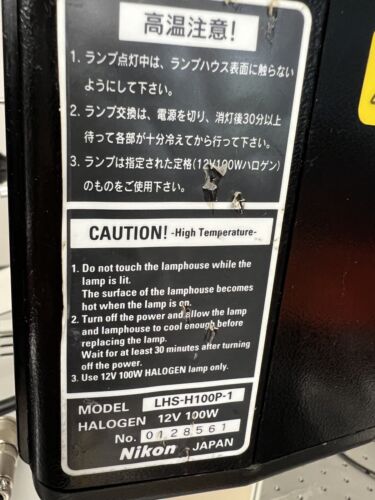 高温注意!
1. ランプ点灯中は、ランプハウス表面に触らない
ようにして下さい。
2. ランプ交換は、電源を切り、消灯後30分以上
待って各部が十分冷えてから行って下さい。
3. ランプは指定された定格(12V100Wハロゲン)
のものをご使用下さい。
CAUTION! -High Temperature-
1. Do not touch the lamphouse while the
lamp is lit.
The surface of the lamphouse becomes
hot when the lamp is on.
2. Turn off the power and allow the lamp
and lamphouse to cool enough before
replacing the lamp.
Wait for at least 30 minutes after turning
off the power.
3. Use 12V 100W HALOGEN lamp only.
MODEL LHS-H100P-1
HALOGEN 12V 100W
No. 0128561
Nikon JAPAN